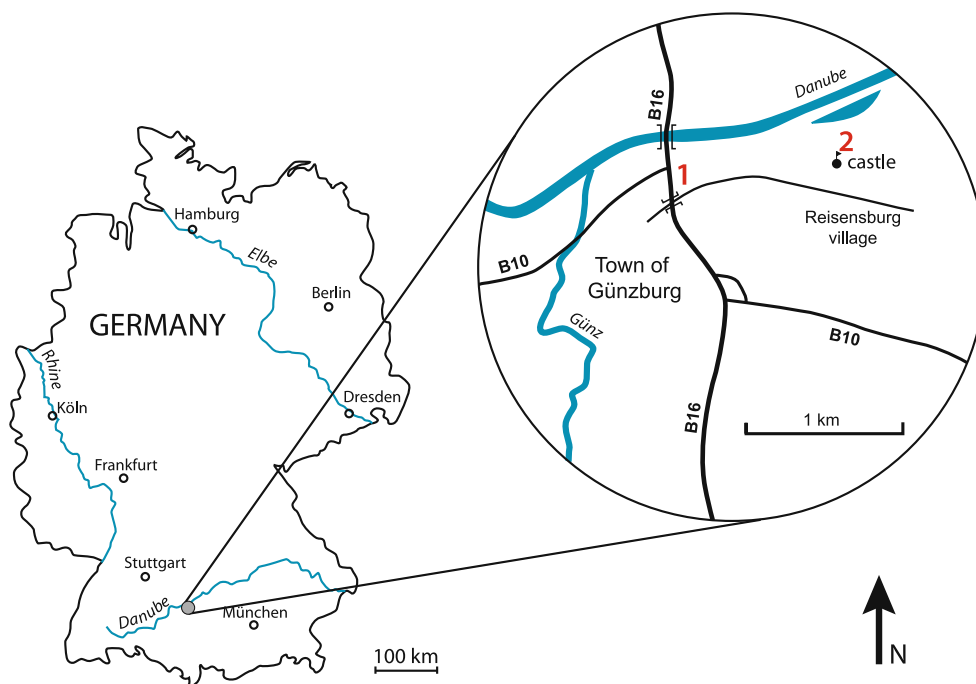 Hamburg
Elbe
Berlin
GERMANY
Rhine
Köln
Dresden
Frankfurt
Stuttgart
Danube
München
100 km
B16
Danube
2
castle
1
Reisensburg
village
B10
Town of
Günzburg
Günz
B10
B16
1 km
N